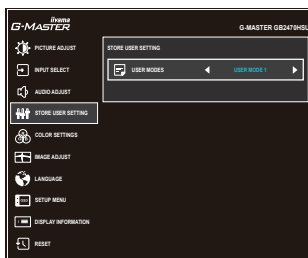 iiyama
G-MASTER
G-MASTER GB2470HSU
PICTURE ADJUST
INPUT SELECT
AUDIO ADJUST
STORE USER SETTING
COLOR SETTINGS
IMAGE ADJUST
LANGUAGE
SETUP MENU
DISPLAY INFORMATION
RESET
STORE USER SETTING
USER MODES
USER MODE 1